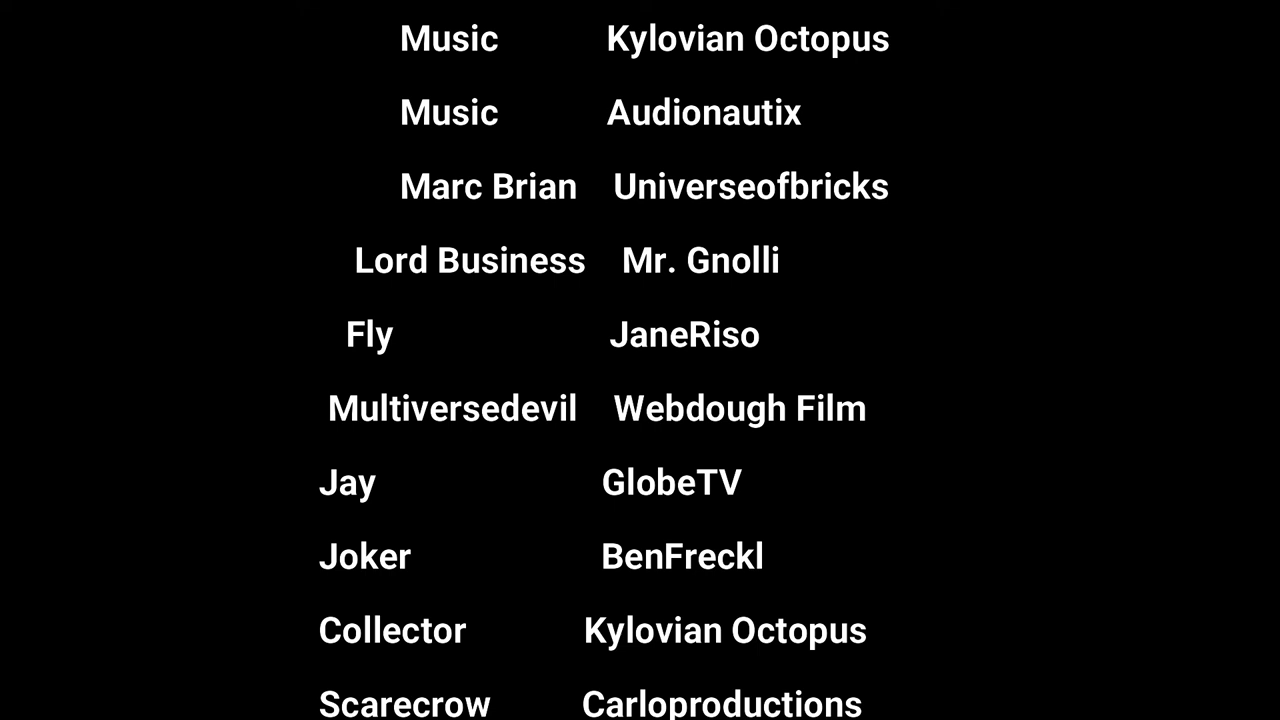 Music Kylovian Octopus
Music Audionautix
Marc Brian Universeofbricks
Lord Business Mr. Gnolli
Fly JaneRiso
Multiversedevil Webdough Film
Jay GlobeTV
Joker BenFreckl
Collector Kylovian Octopus
Scarecrow Carloproductions